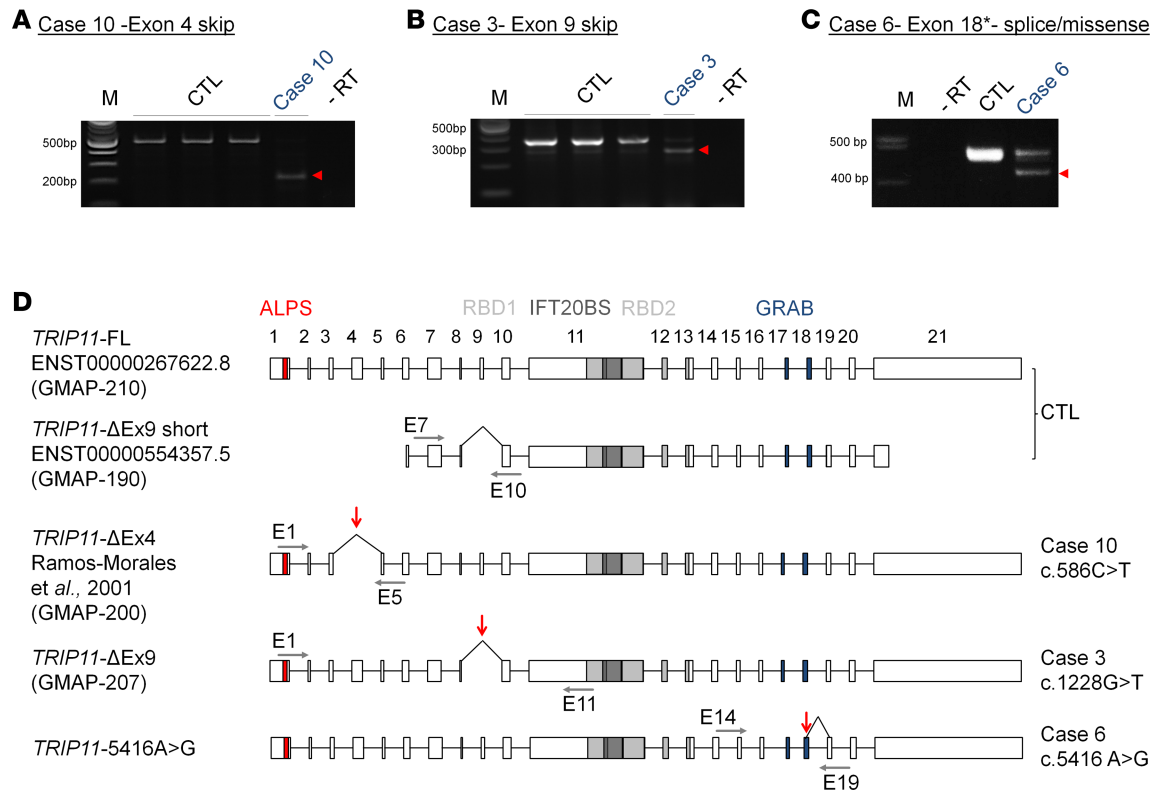 A Case 10 -Exon 4 skip
M CTL Case 10 - RT
500bp
200bp
B Case 3- Exon 9 skip
M CTL Case 3 - RT
500bp
300bp
C Case 6- Exon 18*- splice/missense
M - RT CTL Case 6
500 bp
400 bp
D
ALPS RBD1 IFT20BS RBD2 GRAB
1 2 3 4 5 6 7 8 9 10 11 12 13 14 15 16 17 18 19 20 21
TRIP11-FL
ENST00000267622.8
(GMAP-210)
CTL
TRIP11-ΔEx9 short
ENST00000554357.5
(GMAP-190)
E7
E10
TRIP11-ΔEx4
Ramos-Morales
et al., 2001
(GMAP-200)
E1
E5
Case 10
c.586C>T
TRIP11-ΔEx9
(GMAP-207)
E1
E11
Case 3
c.1228G>T
TRIP11-5416A>G
E14
E19
Case 6
c.5416 A>G